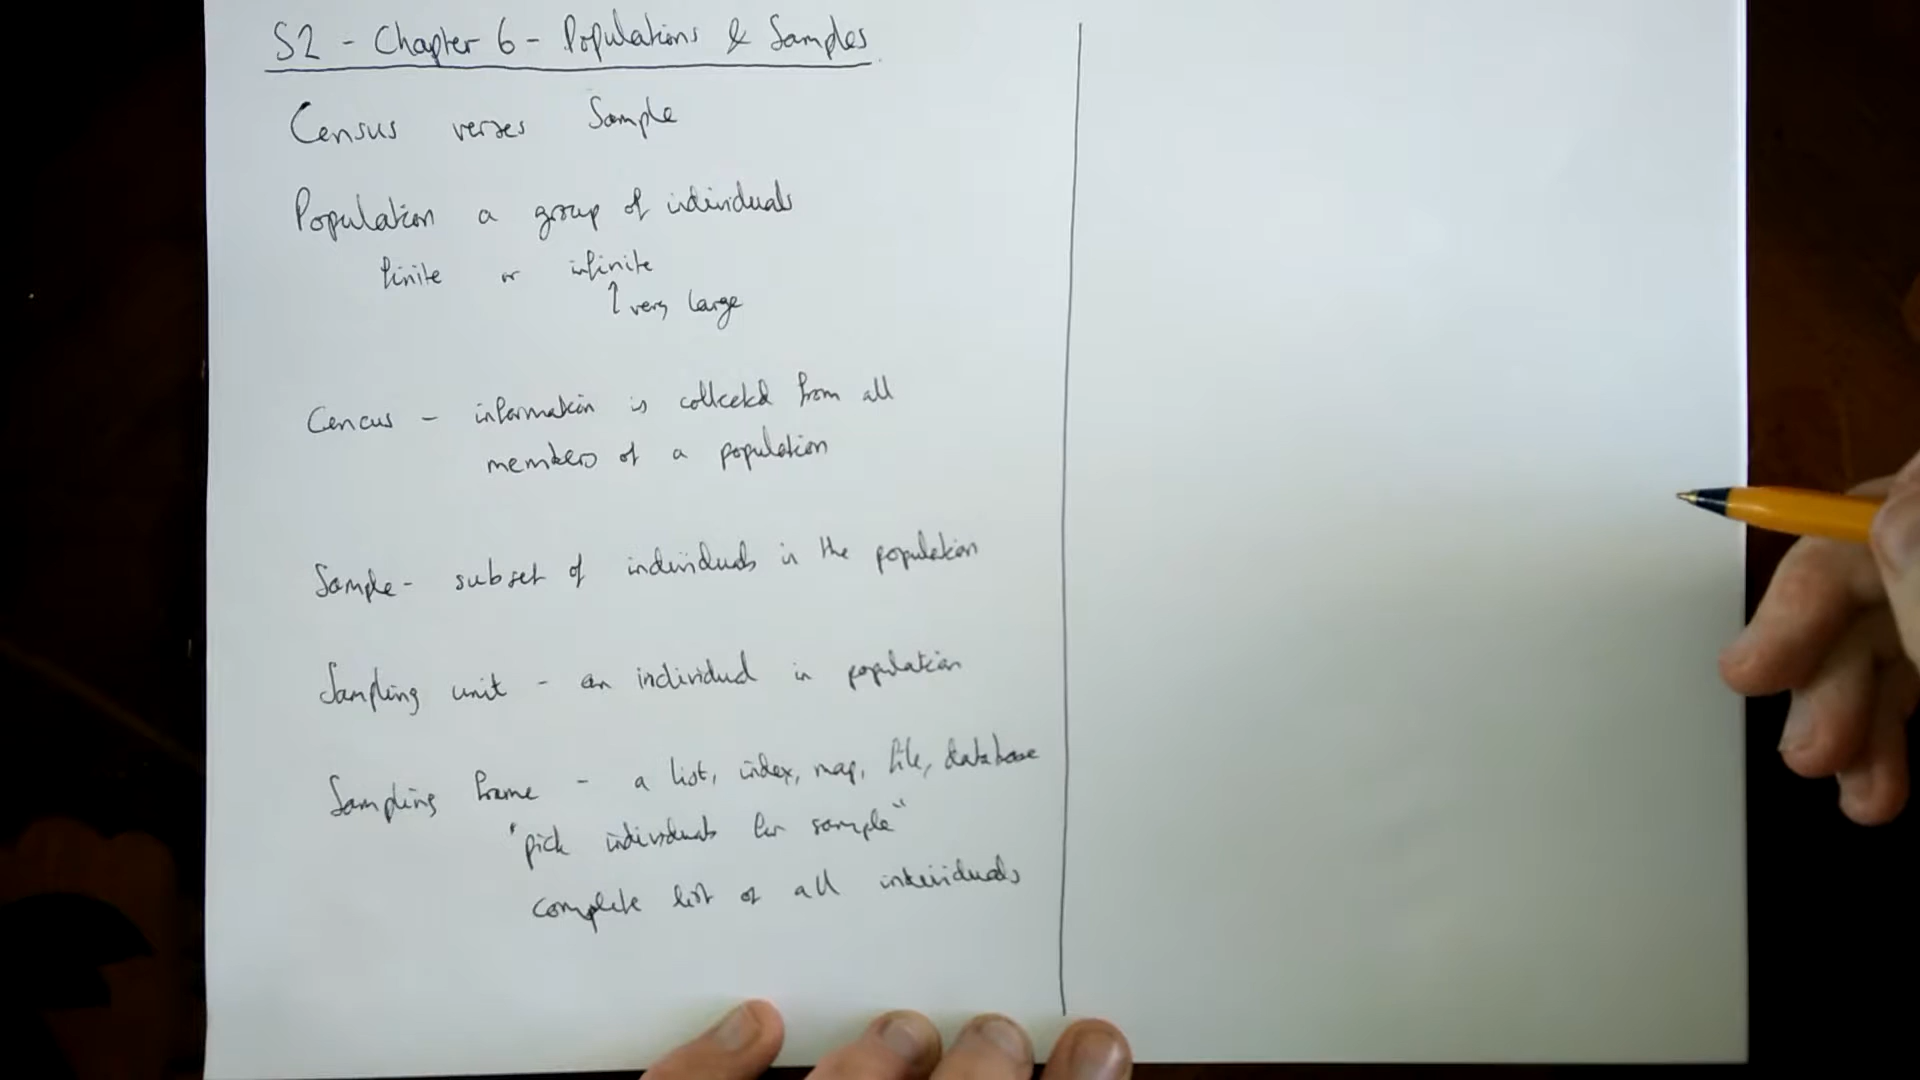 S2 - Chapter 6 - Populations & Samples
Census verses Sample
Population a group of individuals
finite or infinite
↑ very large
Cencus - information is collected from all
members of a population
Sample - subset of individuals in the population
Sampling unit - an individual in population
Sampling frame - a list, index, map, file, database
"pick individuals for sample"
complete list of all individuals